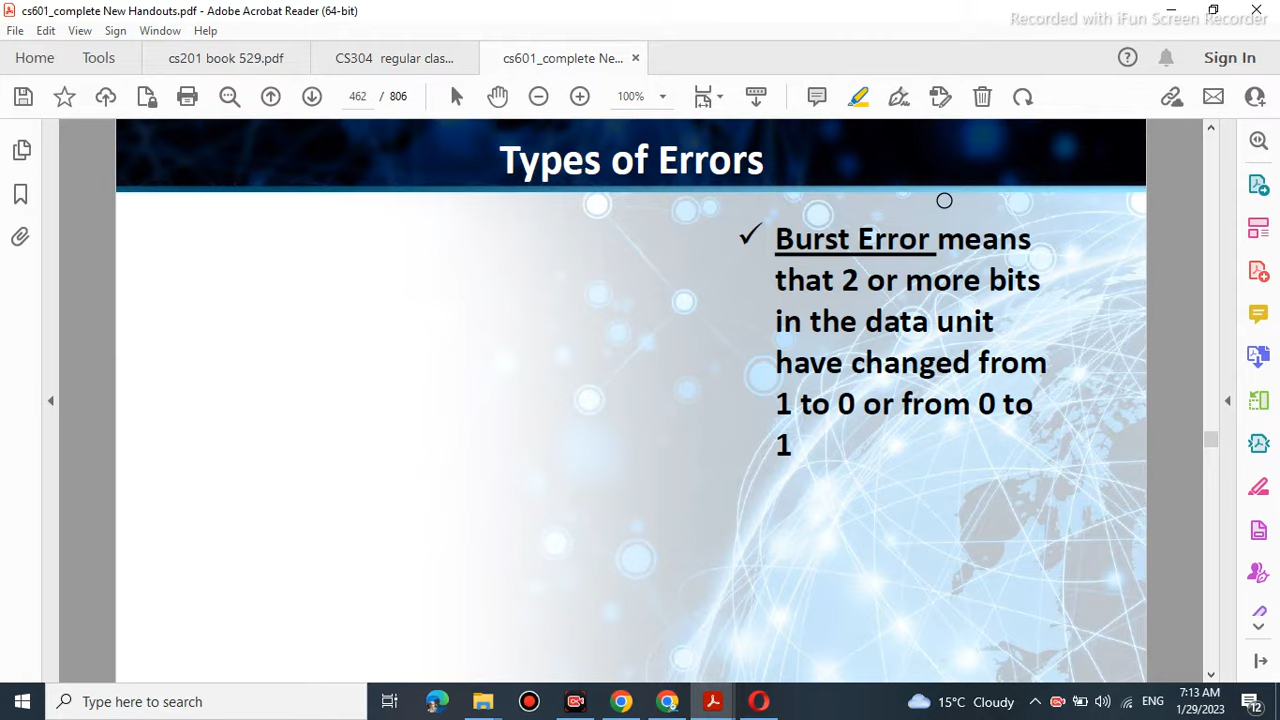 cs601_complete New Handouts.pdf - Adobe Acrobat Reader (64-bit)
Recorded with iFun Screen Recorder
File Edit View Sign Window Help
Home Tools cs201 book 529.pdf CS304 regular clas... cs601_complete Ne... Sign In
462 / 806 100%
Types of Errors
✓ Burst Error means
that 2 or more bits
in the data unit
have changed from
1 to 0 or from 0 to
1
Type here to search
15°C Cloudy ENG 7:13 AM
1/29/2023 12